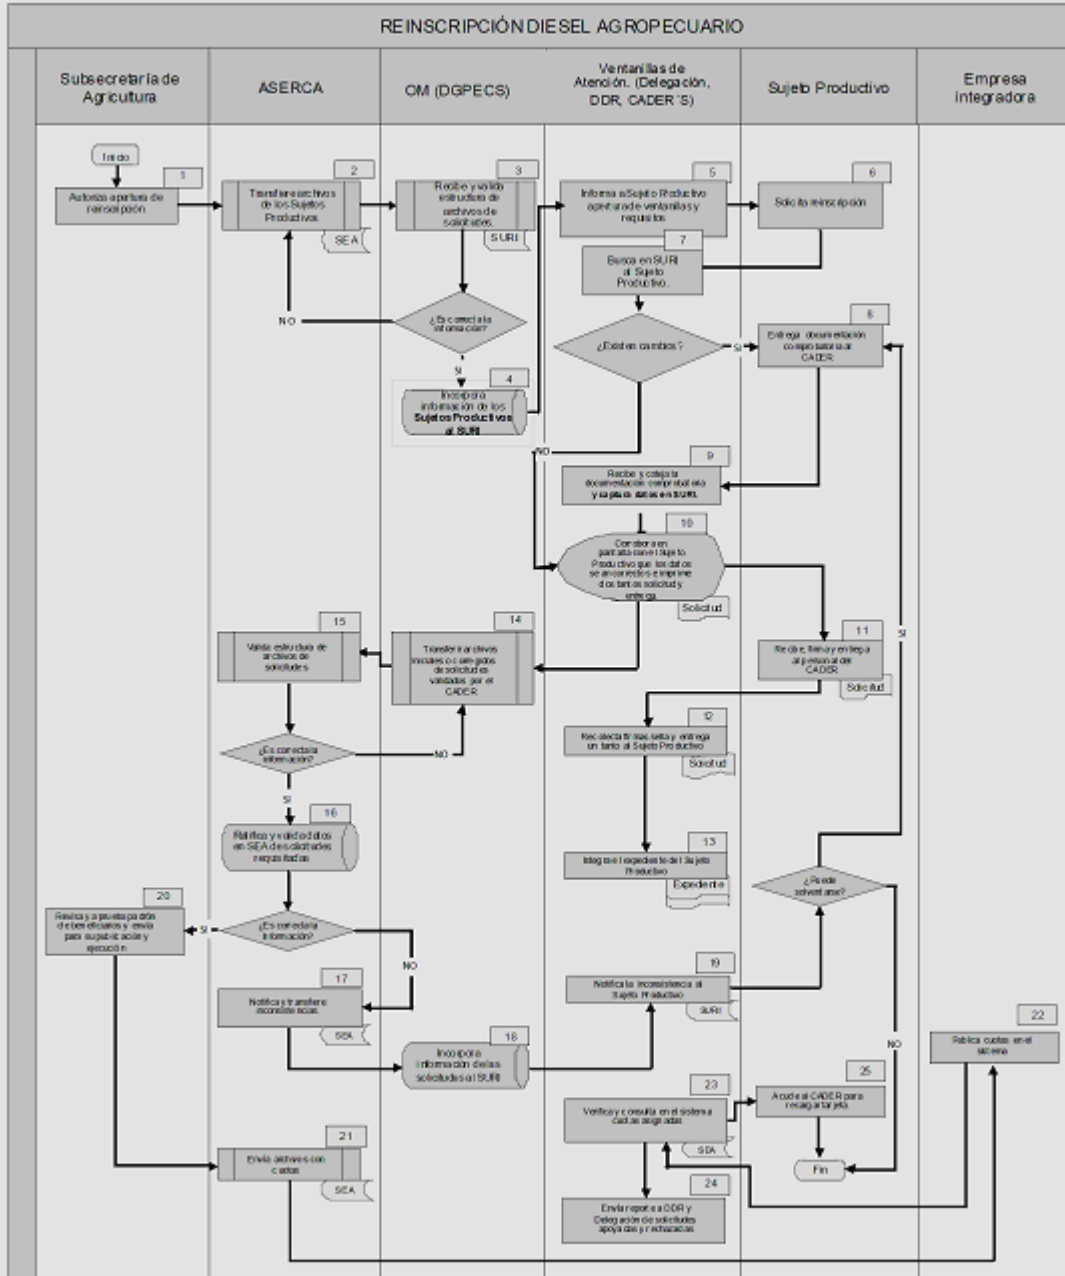 REINSCRIPCIÓN DIESEL AGROPECUARIO
Subsecretaría de
Agricultura
ASERCA
OM (DGPECS)
Ventanillas de
Atención. (Delegación,
DDR, CADER´S)
Sujeto Productivo
Empresa
integradora
Inicio
1
Autoriza apertura de
reinscripción
2
Transfiere archivos
de los Sujetos
Productivos
SEA
3
Recibe y valida
estructura de
archivos de
solicitudes.
SURI
5
Informa a Sujeto Productivo
apertura de ventanillas y
requisitos
6
Solicita reinscripción
7
Busca en SURI
al Sujeto
Productivo.
¿Es correcta la
información?
NO
SI
¿Existen cambios?
SI
NO
8
Entrega documentación
comprobatoria al
CADER
4
Incorpora
información de los
Sujetos Productivos
al SURI
9
Recibe y coteja la
documentación comprobatoria
y captura datos en SURI.
10
Corrobora en
pantalla con el Sujeto
Productivo que los datos
sean correctos e imprime
dos tantos solicitud y
entrega.
Solicitud
11
Recibe, firma y entrega
al personal del
CADER
Solicitud
SI
15
Valida estructura de
archivos de
solicitudes
14
Transferir archivos
iniciales o corregidos
de solicitudes
validadas por el
CADER
12
Recolecta firmas sella y entrega
un tanto al Sujeto Productivo
Solicitud
¿Es correcta la
información?
NO
SI
16
Ratifica y valida datos
en SEA de solicitudes
requisitadas
13
Integra el expediente del Sujeto
Productivo
Expediente
¿Puede
solventarse?
20
Revisa y aprueba padrón
de beneficiarios y envía
para su publicación y
ejecución
SI
¿Es correcta la
información?
NO
17
Notifica y transfiere
inconsistencias
SEA
19
Notifica la inconsistencia al
Sujeto Productivo
SURI
18
Incorpora
información de las
solicitudes al SURI
NO
22
Publica cuotas en el
sistema
23
Verifica y consulta en el sistema
cuotas asignadas
SEA
25
Acude al CADER para
recargar tarjeta
Fin
21
Envía archivos con
cuotas
SEA
24
Envía reporte a DDR y
Delegación de solicitudes
apoyadas y rechazadas